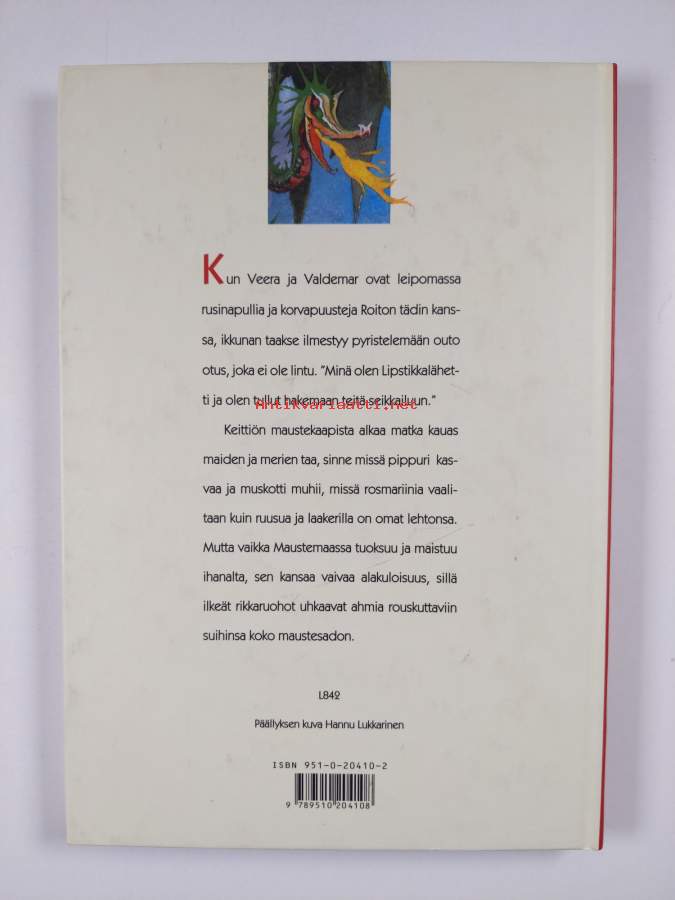 Kun Veera ja Valdemar ovat leipomassa
rusinapullia ja korvapuusteja Roiton tädin kans-
sa, ikkunan taakse ilmestyy pyristelemään outo
otus, joka ei ole lintu. "Minä olen Lipstikkalähet-
ti ja olen tullut hakemaan teitä seikkailuun."
Antikvariaatti.net
Keittiön maustekaapista alkaa matka kauas
maiden ja merien taa, sinne missä pippuri kas-
vaa ja muskotti muhii, missä rosmariinia vaali-
taan kuin ruusua ja laakerilla on omat lehtonsa.
Mutta vaikka Maustemaassa tuoksuu ja maistuu
ihanalta, sen kansaa vaivaa alakuloisuus, sillä
ilkeät rikkaruohot uhkaavat ahmia rouskuttaviin
suihinsa koko maustesadon.
L842
Päällyksen kuva Hannu Lukkarinen
ISBN 951-0-20410-2
9 789510 204108